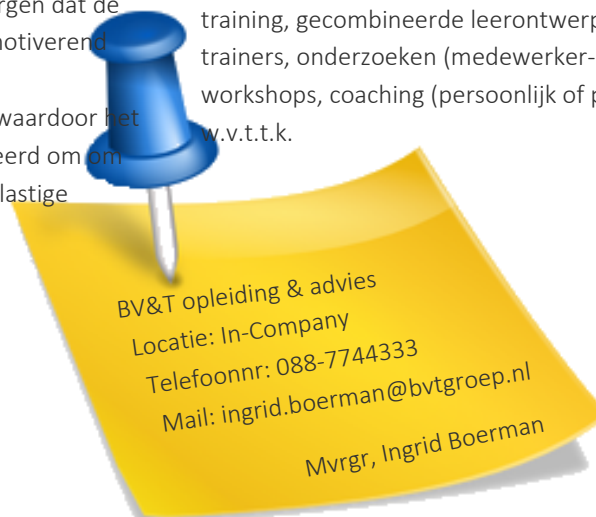 rgen dat de
otiverend
waardoor het
eerd om om
lastige
training, gecombineerde leerontwerp
trainers, onderzoeken (medewerker-
workshops, coaching (persoonlijk of p
w.v.t.t.k.
BV&T opleiding & advies
Locatie: In-Company
Telefoonnr: 088-7744333
Mail: ingrid.boerman@bvtgroep.nl
Mvrgr, Ingrid Boerman